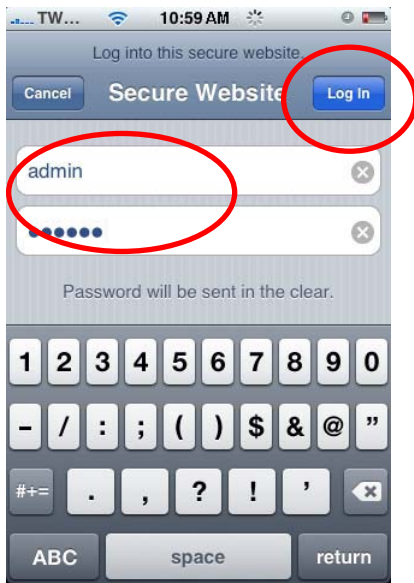 TW... 10:59 AM
Log into this secure website.
Cancel Secure Website Log In
admin
••••••
Password will be sent in the clear.
1 2 3 4 5 6 7 8 9 0
- / : ; ( ) $ & @ ”
#+= . , ? ! ’
ABC space return